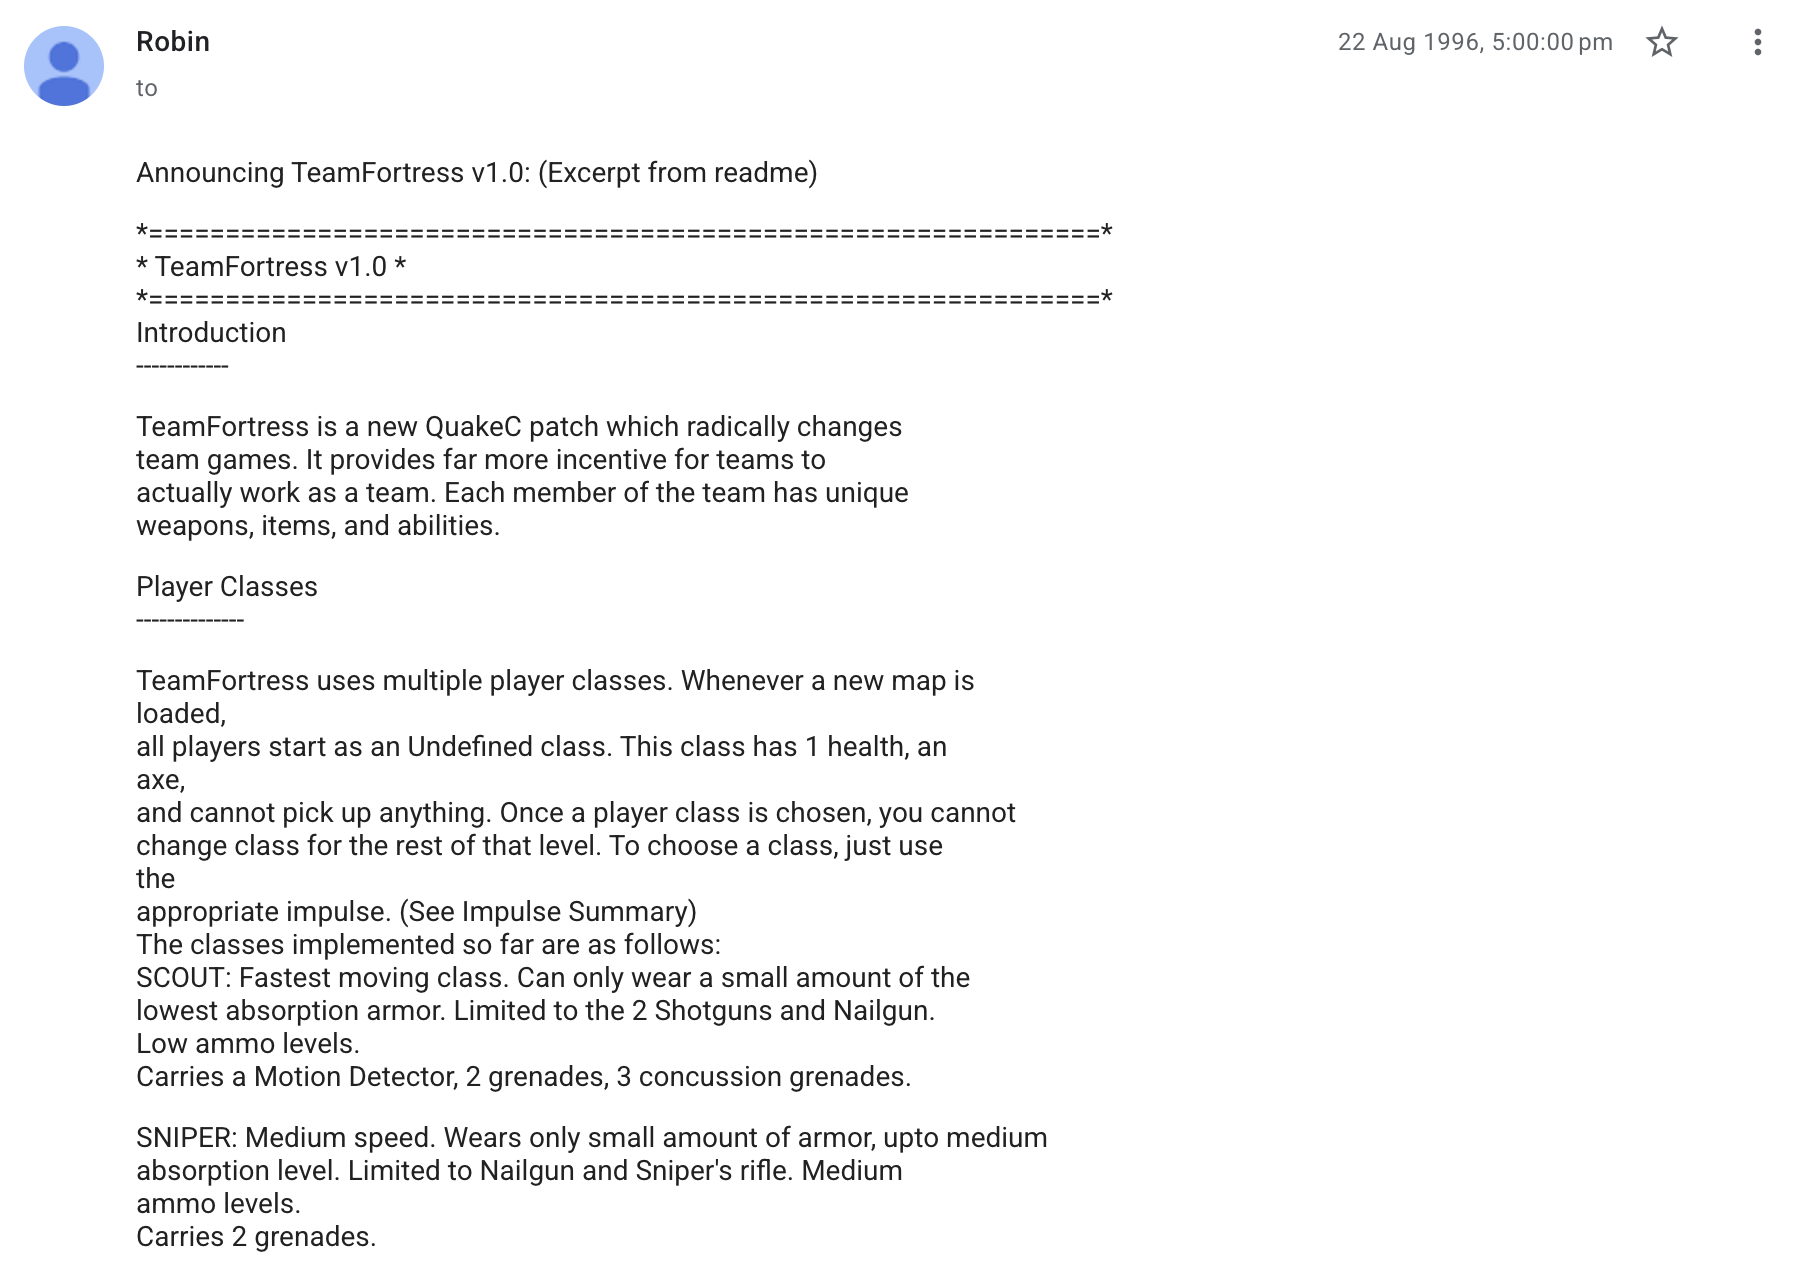 Robin
22 Aug 1996, 5:00:00 pm
to
Announcing TeamFortress v1.0: (Excerpt from readme)
*==============================================================*
* TeamFortress v1.0 *
*==============================================================*
Introduction
------------
TeamFortress is a new QuakeC patch which radically changes
team games. It provides far more incentive for teams to
actually work as a team. Each member of the team has unique
weapons, items, and abilities.
Player Classes
--------------
TeamFortress uses multiple player classes. Whenever a new map is
loaded,
all players start as an Undefined class. This class has 1 health, an
axe,
and cannot pick up anything. Once a player class is chosen, you cannot
change class for the rest of that level. To choose a class, just use
the
appropriate impulse. (See Impulse Summary)
The classes implemented so far are as follows:
SCOUT: Fastest moving class. Can only wear a small amount of the
lowest absorption armor. Limited to the 2 Shotguns and Nailgun.
Low ammo levels.
Carries a Motion Detector, 2 grenades, 3 concussion grenades.
SNIPER: Medium speed. Wears only small amount of armor, upto medium
absorption level. Limited to Nailgun and Sniper's rifle. Medium
ammo levels.
Carries 2 grenades.